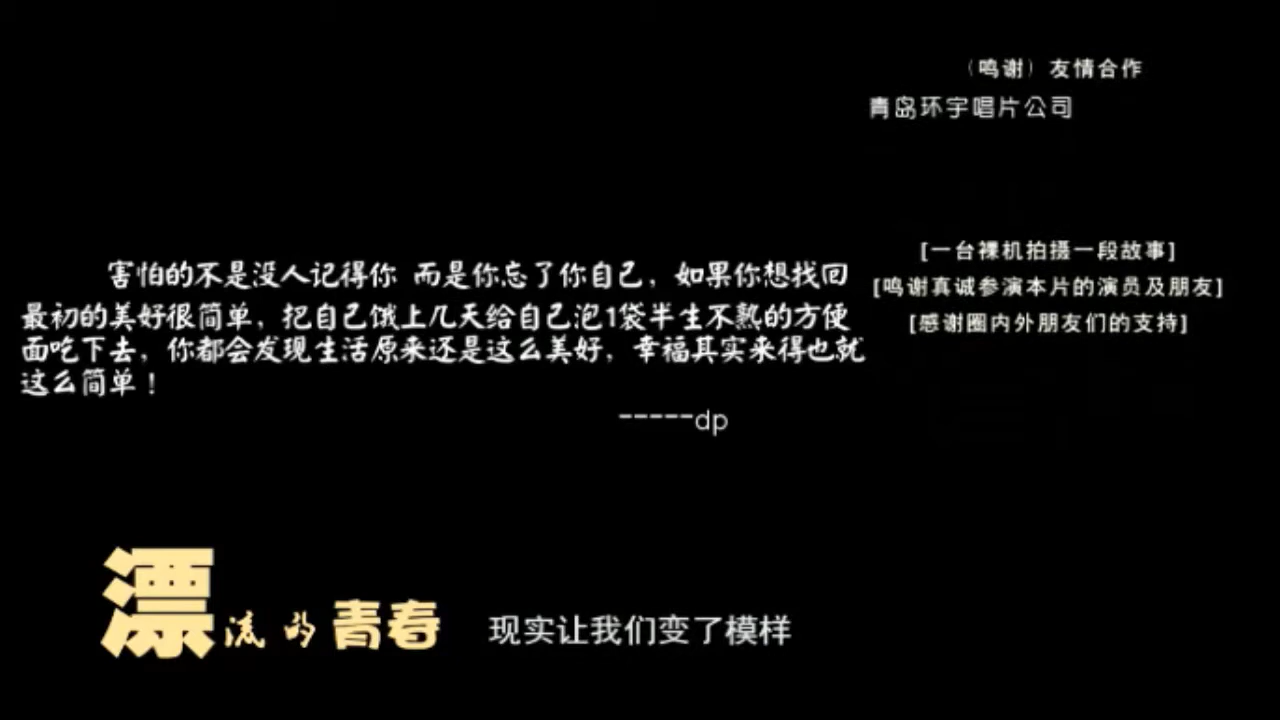 （鸣谢）友情合作
青岛环宇唱片公司
[一台裸机拍摄一段故事]
[鸣谢真诚参演本片的演员及朋友]
[感谢圈内外朋友们的支持]
害怕的不是没人记得你 而是你忘了你自己，如果你想找回
最初的美好很简单，把自己饿上几天给自己泡1袋半生不熟的方便
面吃下去，你都会发现生活原来还是这么美好，幸福其实来得也就
这么简单！
-----dp
漂流的青春
现实让我们变了模样